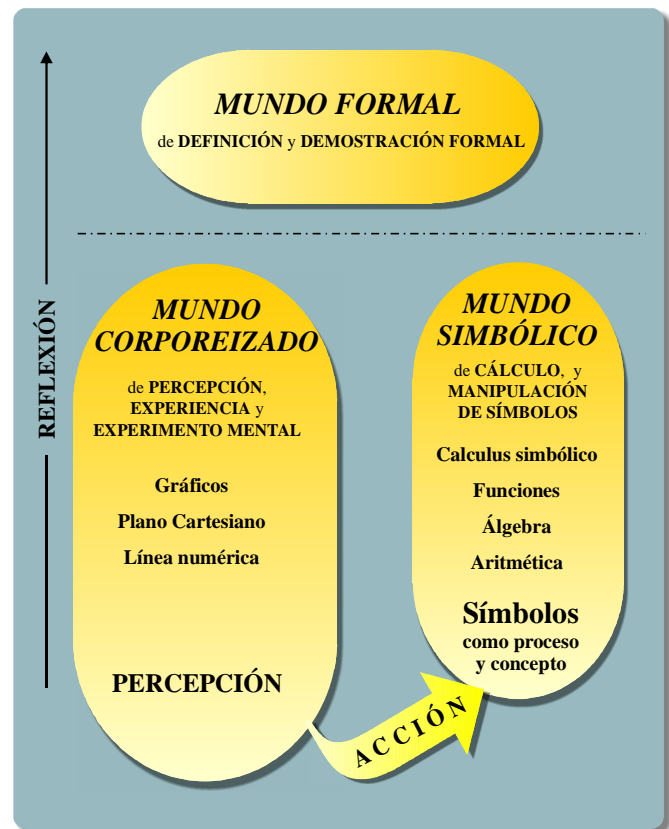 MUNDO FORMAL
de DEFINICIÓN y DEMOSTRACIÓN FORMAL
REFLEXIÓN
MUNDO
CORPOREIZADO
de PERCEPCIÓN,
EXPERIENCIA y
EXPERIMENTO MENTAL
Gráficos
Plano Cartesiano
Línea numérica
PERCEPCIÓN
ACCIÓN
MUNDO
SIMBÓLICO
de CÁLCULO, y
MANIPULACIÓN
DE SÍMBOLOS
Calculus simbólico
Funciones
Álgebra
Aritmética
Símbolos
como proceso
y concepto